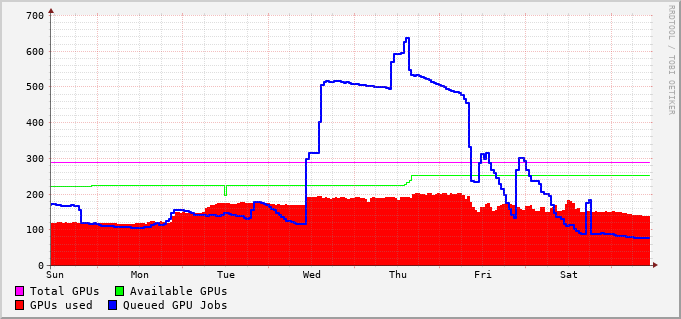 700
600
500
400
300
200
100
0
Sun Mon Tue Wed Thu Fri Sat
Total GPUs Available GPUs
GPUs used Queued GPU Jobs
RRDTOOL / TOBI OETIKER